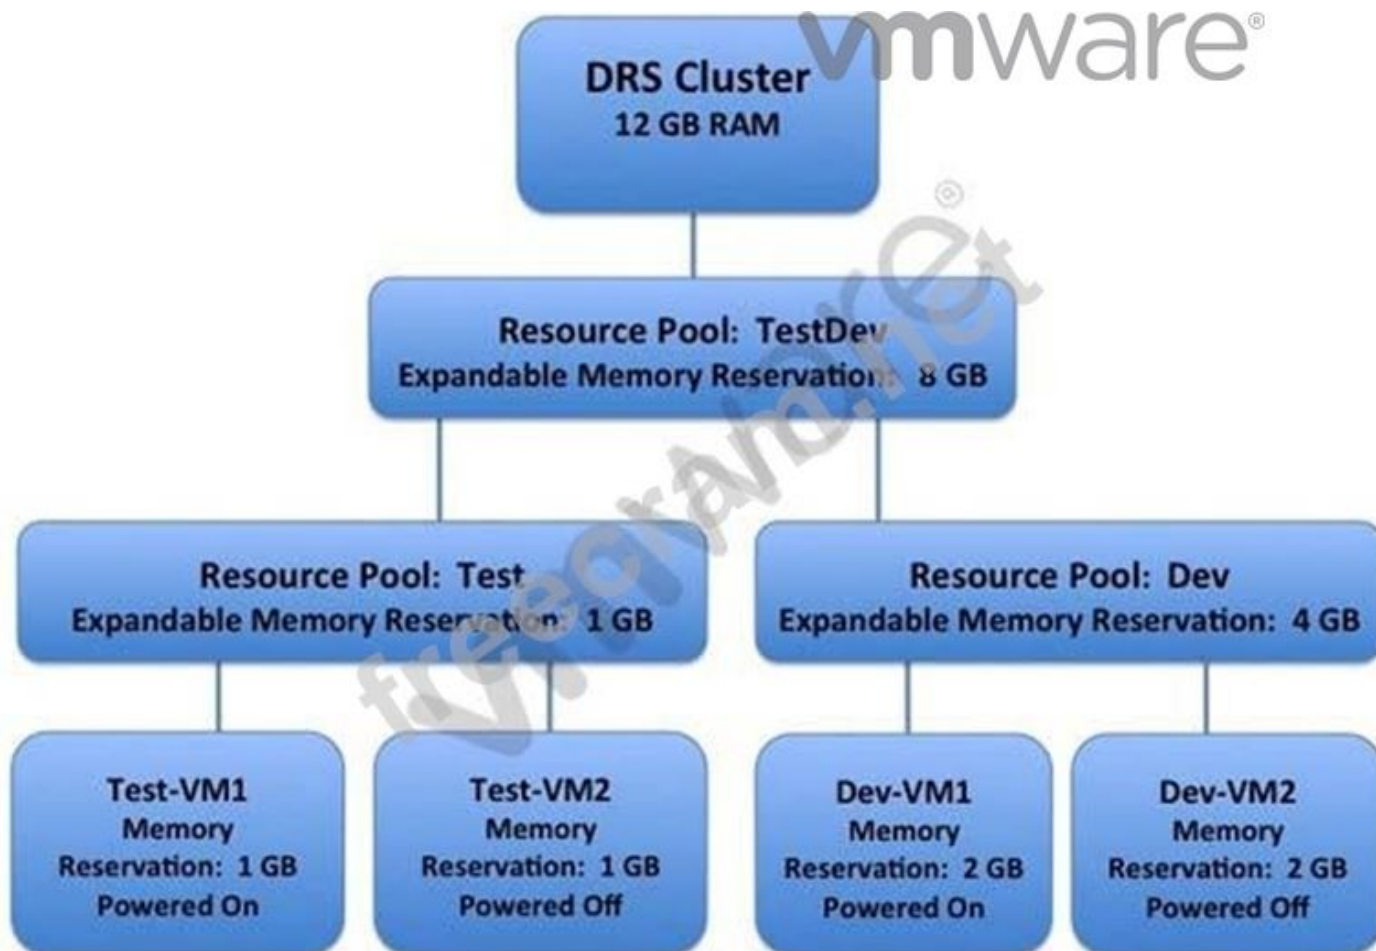 vmware®
DRS Cluster
12 GB RAM
Resource Pool: TestDev
Expandable Memory Reservation: 8 GB
Resource Pool: Test
Expandable Memory Reservation: 1 GB
Resource Pool: Dev
Expandable Memory Reservation: 4 GB
Test-VM1
Memory
Reservation: 1 GB
Powered On
Test-VM2
Memory
Reservation: 1 GB
Powered Off
Dev-VM1
Memory
Reservation: 2 GB
Powered On
Dev-VM2
Memory
Reservation: 2 GB
Powered Off
vmware®